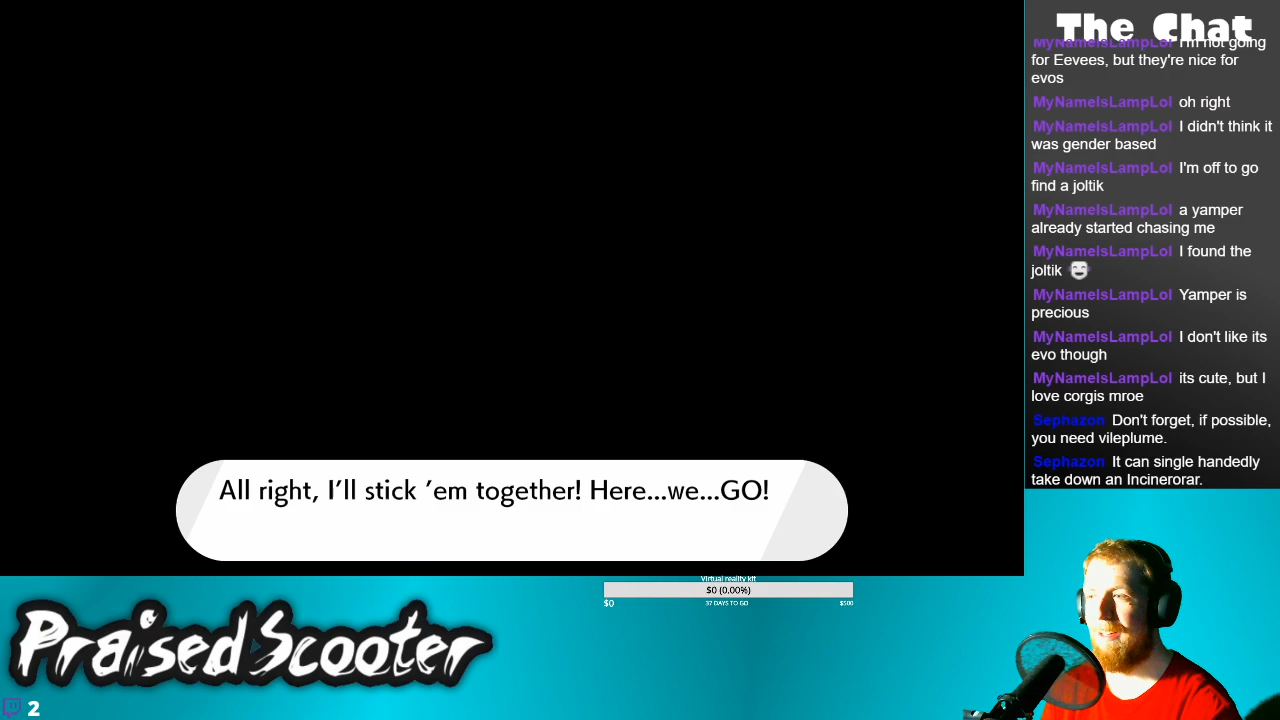 The Chat
MyNameIsLampLol I'm not going
for Eevees, but they're nice for
evos
MyNameIsLampLol oh right
MyNameIsLampLol I didn't think it
was gender based
MyNameIsLampLol I'm off to go
find a joltik
MyNameIsLampLol a yamper
already started chasing me
MyNameIsLampLol I found the
joltik
MyNameIsLampLol Yamper is
precious
MyNameIsLampLol I don't like its
evo though
MyNameIsLampLol its cute, but I
love corgis mroe
Sephazon Don't forget, if possible,
you need vileplume.
Sephazon It can single handedly
take down an Incinerorar.
All right, I'll stick 'em together! Here...we...GO!
Virtual reality kit
$0 (0.00%)
$0 37 DAYS TO GO $500
Praised Scooter
2